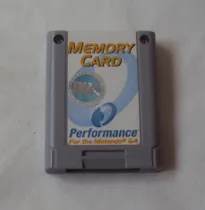 MEMORY
CARD
Performance
For the Nintendo® 64